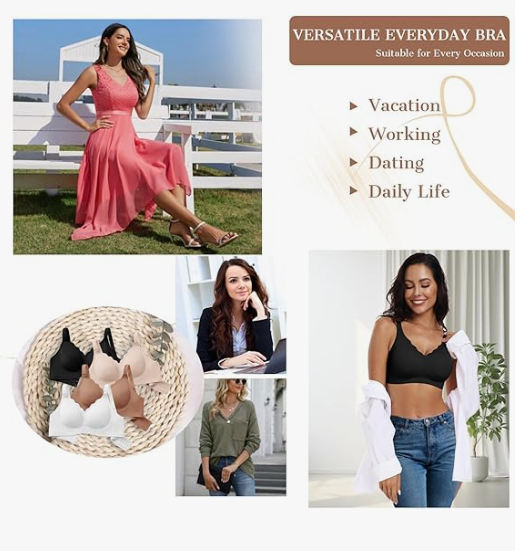 VERSATILE EVERYDAY BRA
Suitable for Every Occasion
Vacation
Working
Dating
Daily Life